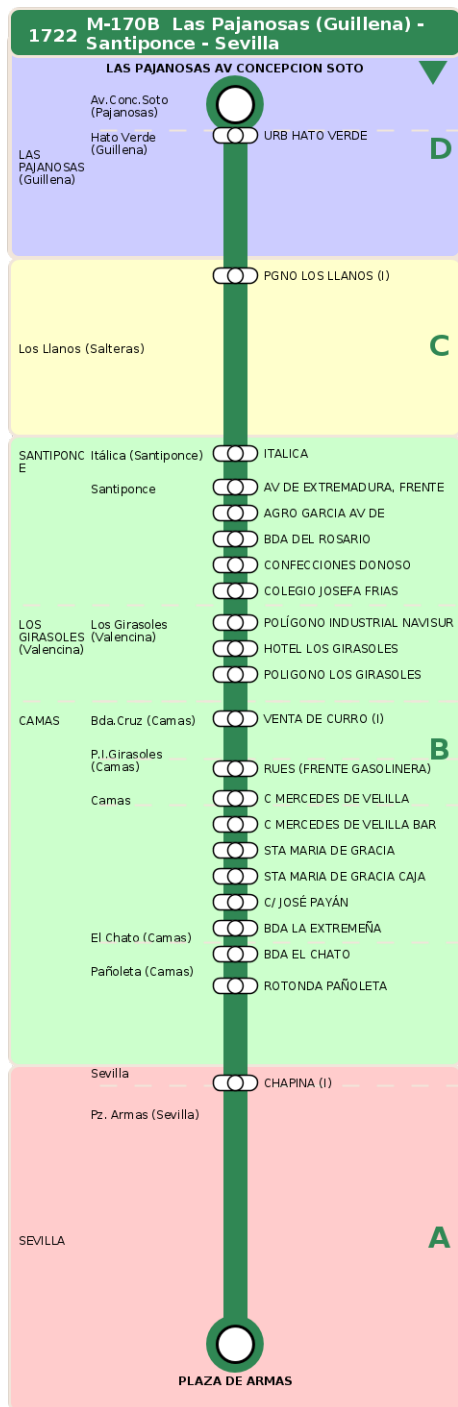 1722
M-170B  Las Pajanosas (Guillena) -
Santiponce - Sevilla
LAS PAJANOSAS AV CONCEPCION SOTO
Av.Conc.Soto
(Pajanosas)
Hato Verde
(Guillena)
URB HATO VERDE
D
LAS
PAJANOSAS
(Guillena)
PGNO LOS LLANOS (I)
Los Llanos (Salteras)
C
SANTIPONC
E
Itálica (Santiponce)
ITALICA
Santiponce
AV DE EXTREMADURA, FRENTE
AGRO GARCIA AV DE
BDA DEL ROSARIO
CONFECCIONES DONOSO
COLEGIO JOSEFA FRIAS
LOS
GIRASOLES
(Valencina)
Los Girasoles
(Valencina)
POLÍGONO INDUSTRIAL NAVISUR
HOTEL LOS GIRASOLES
POLIGONO LOS GIRASOLES
CAMAS
Bda.Cruz (Camas)
VENTA DE CURRO (I)
B
P.I.Girasoles
(Camas)
RUES (FRENTE GASOLINERA)
Camas
C MERCEDES DE VELILLA
C MERCEDES DE VELILLA BAR
STA MARIA DE GRACIA
STA MARIA DE GRACIA CAJA
C/ JOSÉ PAYÁN
BDA LA EXTREMEÑA
El Chato (Camas)
BDA EL CHATO
Pañoleta (Camas)
ROTONDA PAÑOLETA
Sevilla
CHAPINA (I)
Pz. Armas (Sevilla)
SEVILLA
A
PLAZA DE ARMAS